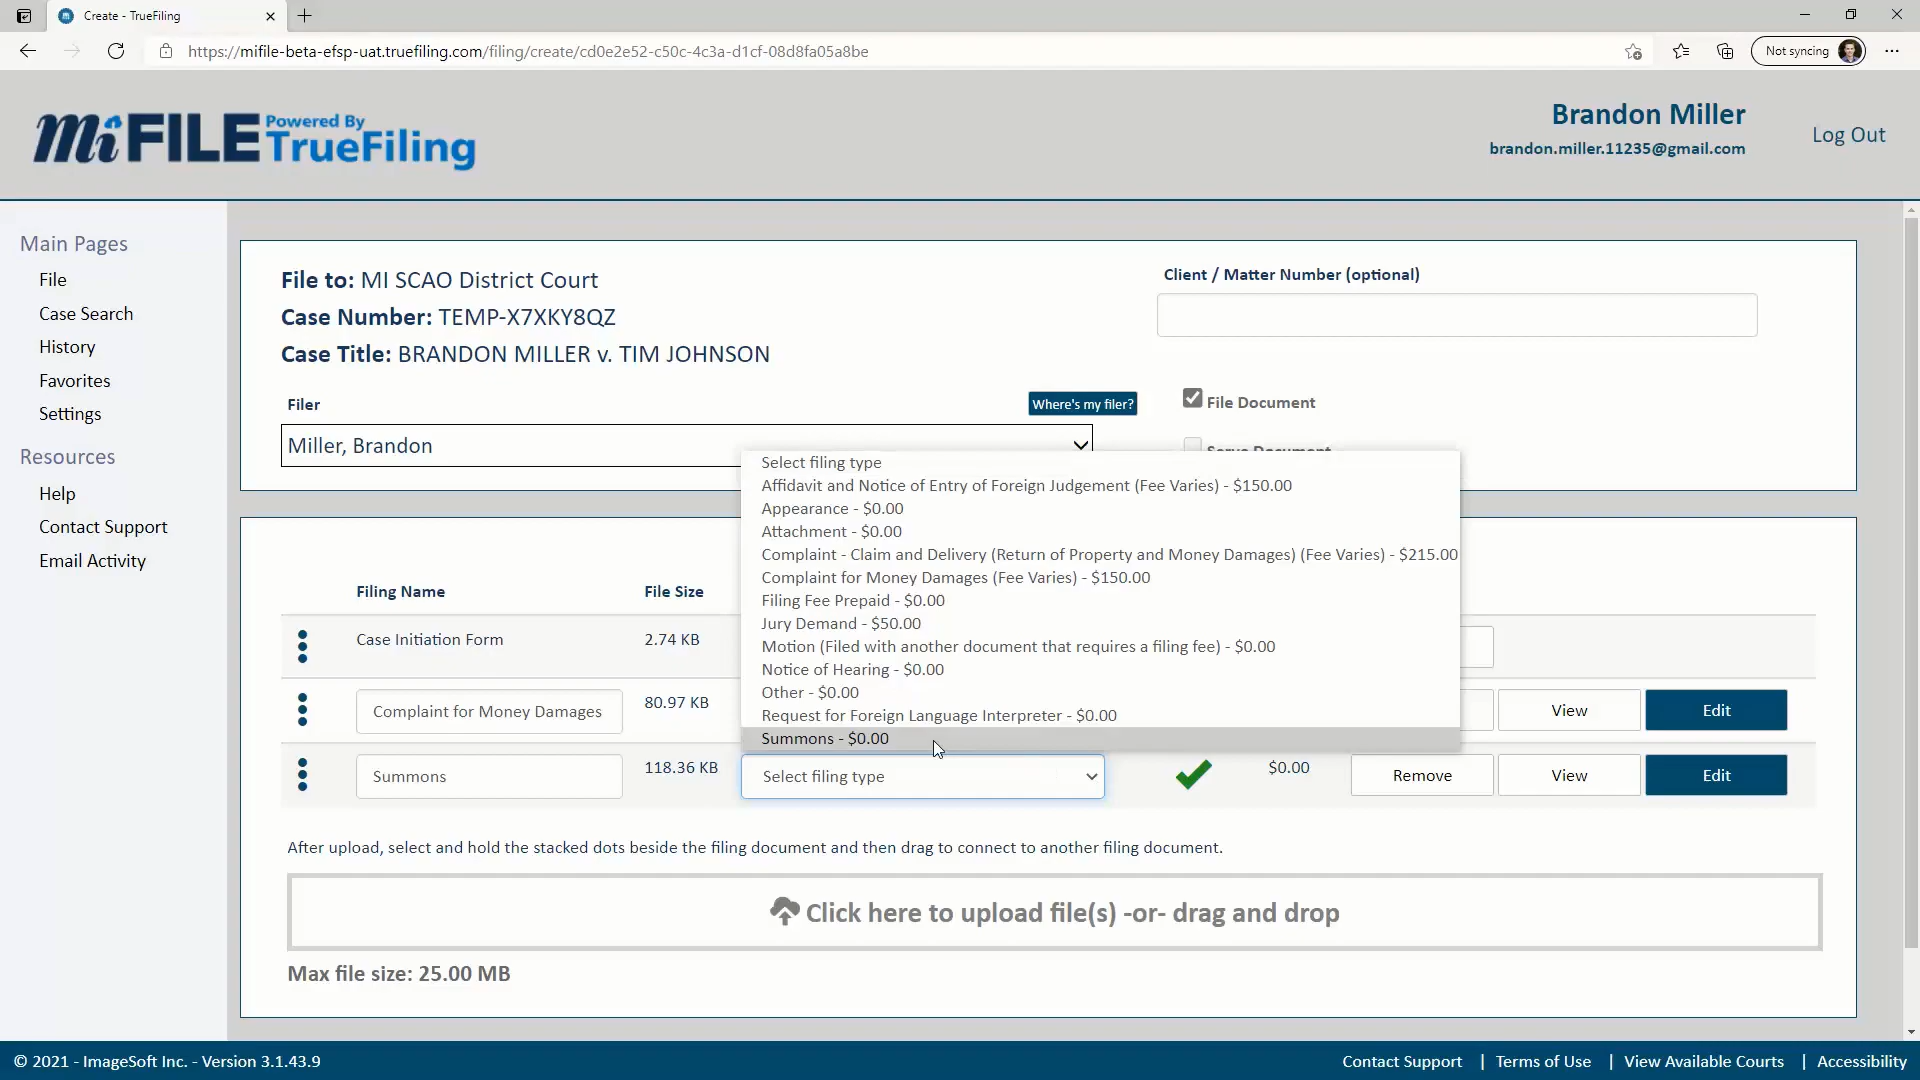 Create - TrueFiling
https://mifile-beta-efsp-uat.truefiling.com/filing/create/cd0e2e52-c50c-4c3a-d1cf-08d8fa05a8be
Not syncing
MiFILE Powered By TrueFiling
Brandon Miller
brandon.miller.11235@gmail.com
Log Out
Main Pages
File
Case Search
History
Favorites
Settings
Resources
Help
Contact Support
Email Activity
File to: MI SCAO District Court
Case Number: TEMP-X7XKY8QZ
Case Title: BRANDON MILLER v. TIM JOHNSON
Client / Matter Number (optional)
Filer
Where's my filer?
Miller, Brandon
File Document
Serve Document
Select filing type
Affidavit and Notice of Entry of Foreign Judgement (Fee Varies) - $150.00
Appearance - $0.00
Attachment - $0.00
Complaint - Claim and Delivery (Return of Property and Money Damages) (Fee Varies) - $215.00
Complaint for Money Damages (Fee Varies) - $150.00
Filing Fee Prepaid - $0.00
Jury Demand - $50.00
Motion (Filed with another document that requires a filing fee) - $0.00
Notice of Hearing - $0.00
Other - $0.00
Request for Foreign Language Interpreter - $0.00
Summons - $0.00
Filing Name File Size
Case Initiation Form 2.74 KB
Complaint for Money Damages 80.97 KB View Edit
Summons 118.36 KB Select filing type $0.00 Remove View Edit
After upload, select and hold the stacked dots beside the filing document and then drag to connect to another filing document.
Click here to upload file(s) -or- drag and drop
Max file size: 25.00 MB
© 2021 - ImageSoft Inc. - Version 3.1.43.9
Contact Support | Terms of Use | View Available Courts | Accessibility